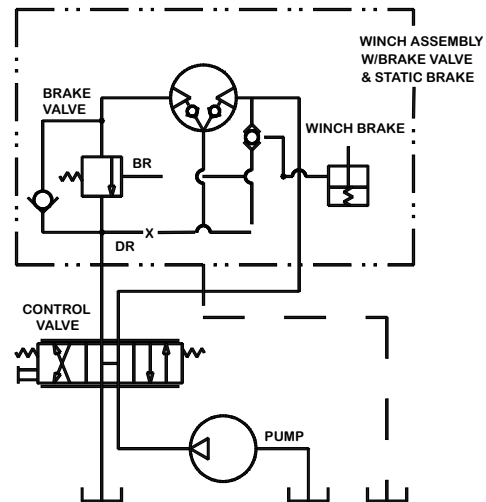 WINCH ASSEMBLY
W/BRAKE VALVE
& STATIC BRAKE
BRAKE
VALVE
WINCH BRAKE
BR
X
DR
CONTROL
VALVE
PUMP